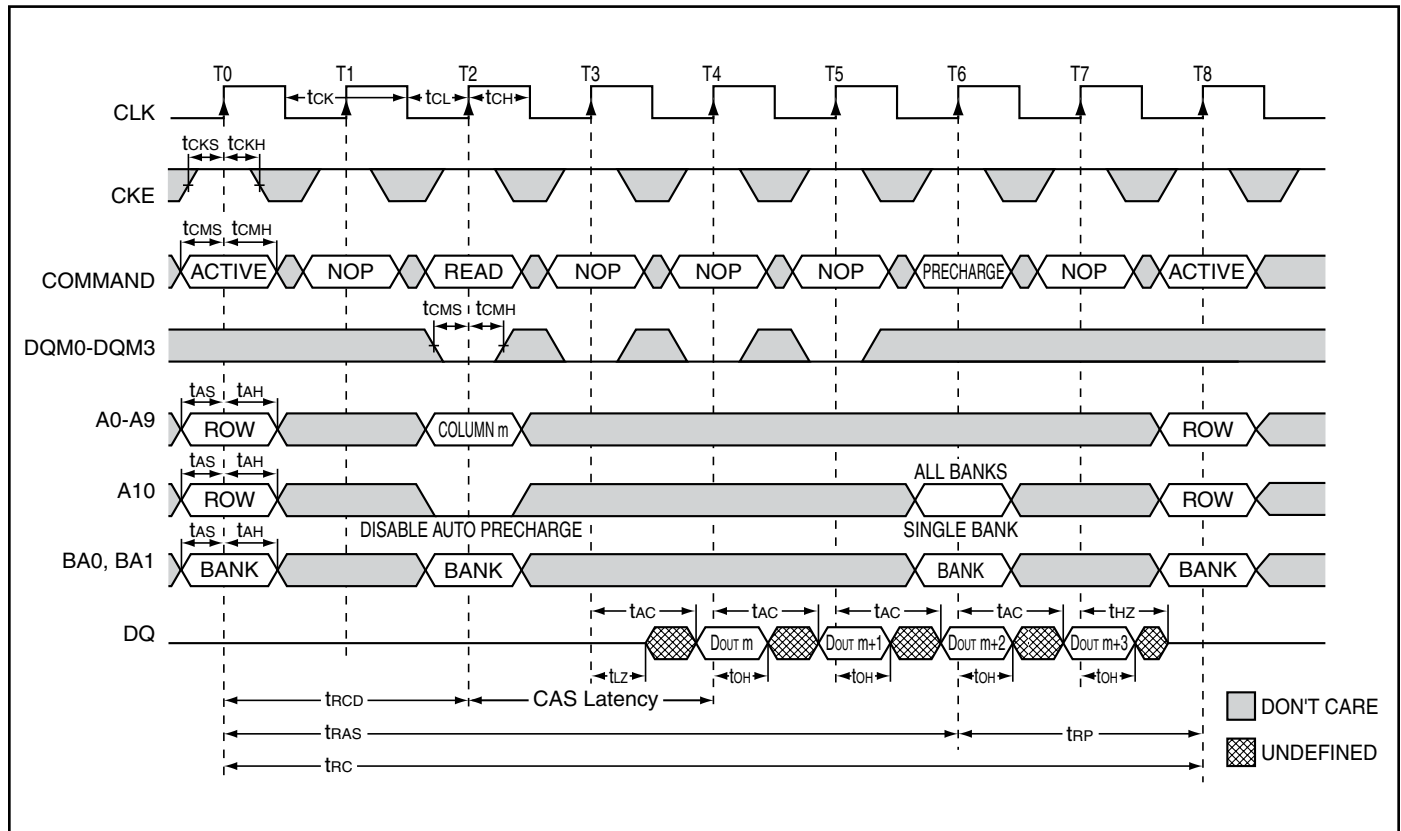 T0 T1 T2 T3 T4 T5 T6 T7 T8
CLK tCK tCL tCH
tCKS tCKH
CKE
tCMS tCMH
COMMAND ACTIVE NOP READ NOP NOP NOP PRECHARGE NOP ACTIVE
tCMS tCMH
DQM0-DQM3
tAS tAH
A0-A9 ROW COLUMN m ROW
tAS tAH ALL BANKS
A10 ROW ROW
tAS tAH DISABLE AUTO PRECHARGE SINGLE BANK
BA0, BA1 BANK BANK BANK BANK
tAC tAC tAC tAC tHZ
DQ DOUT m DOUT m+1 DOUT m+2 DOUT m+3
tLZ tOH tOH tOH tOH
tRCD CAS Latency
DON'T CARE
tRAS tRP
UNDEFINED
tRC